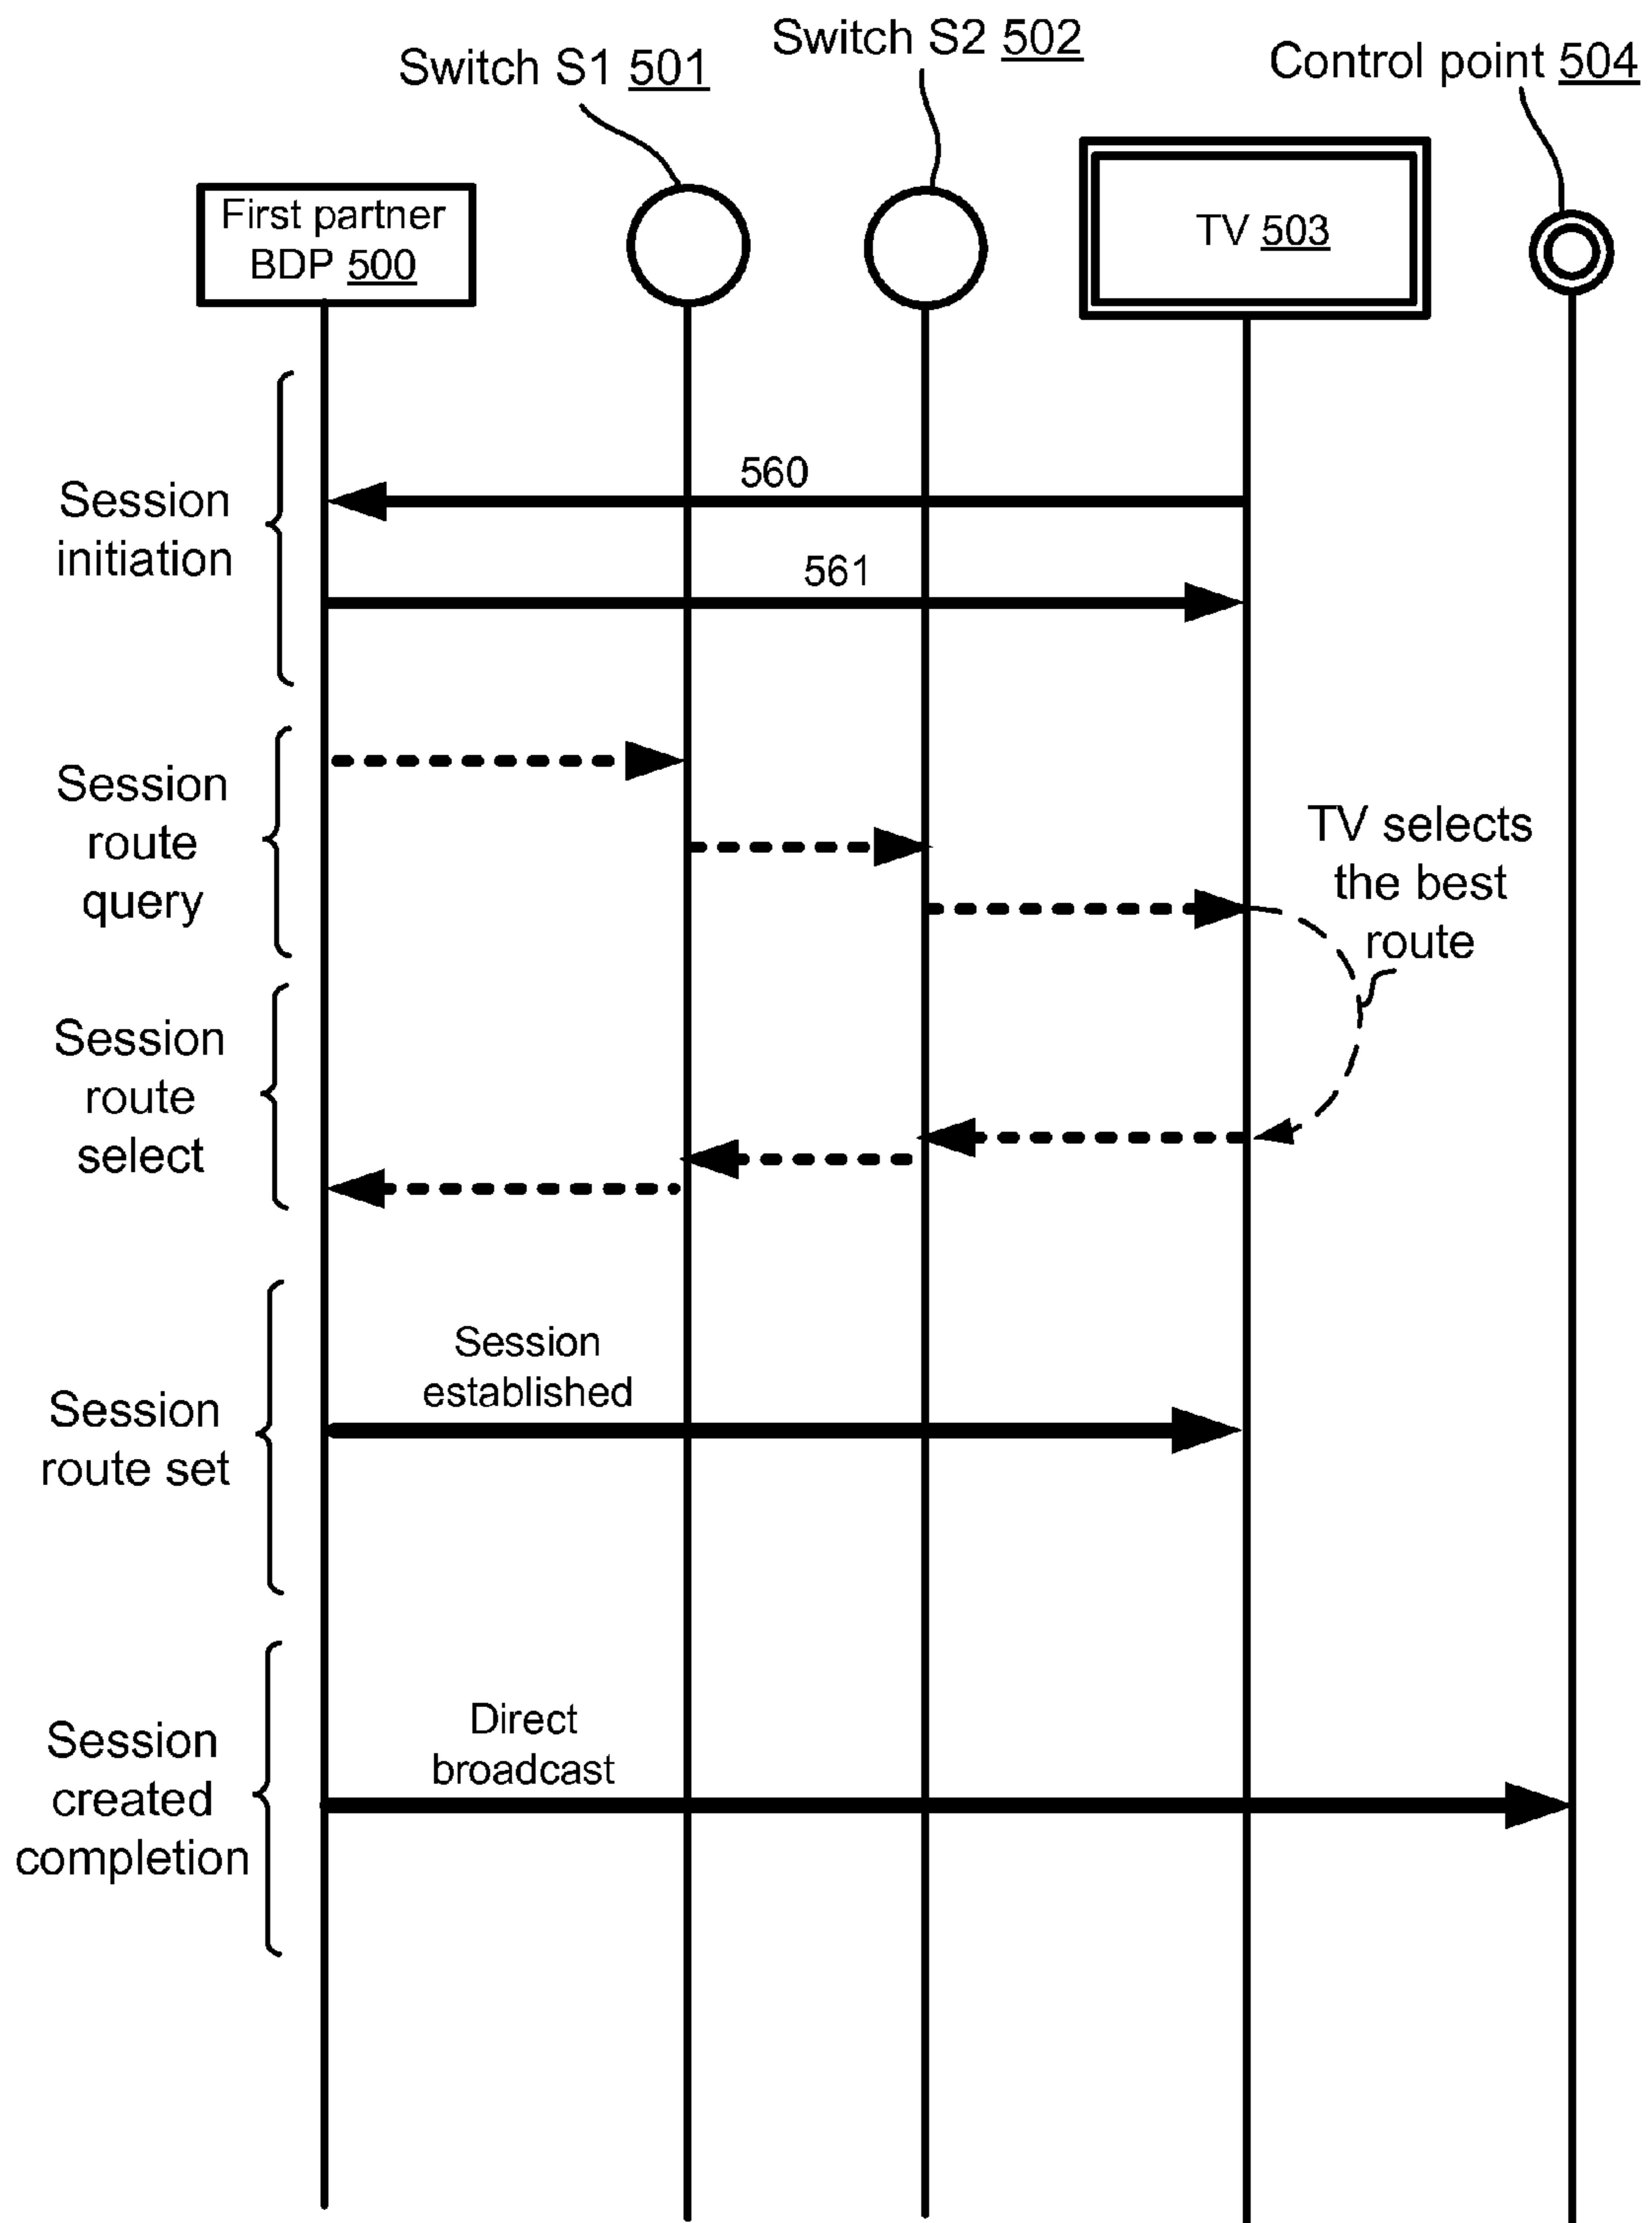 Switch S1 501
Switch S2 502
Control point 504
First partner
BDP 500
TV 503
Session
initiation
560
561
Session
route
query
TV selects
the best
route
Session
route
select
Session
route set
Session
established
Session
created
completion
Direct
broadcast